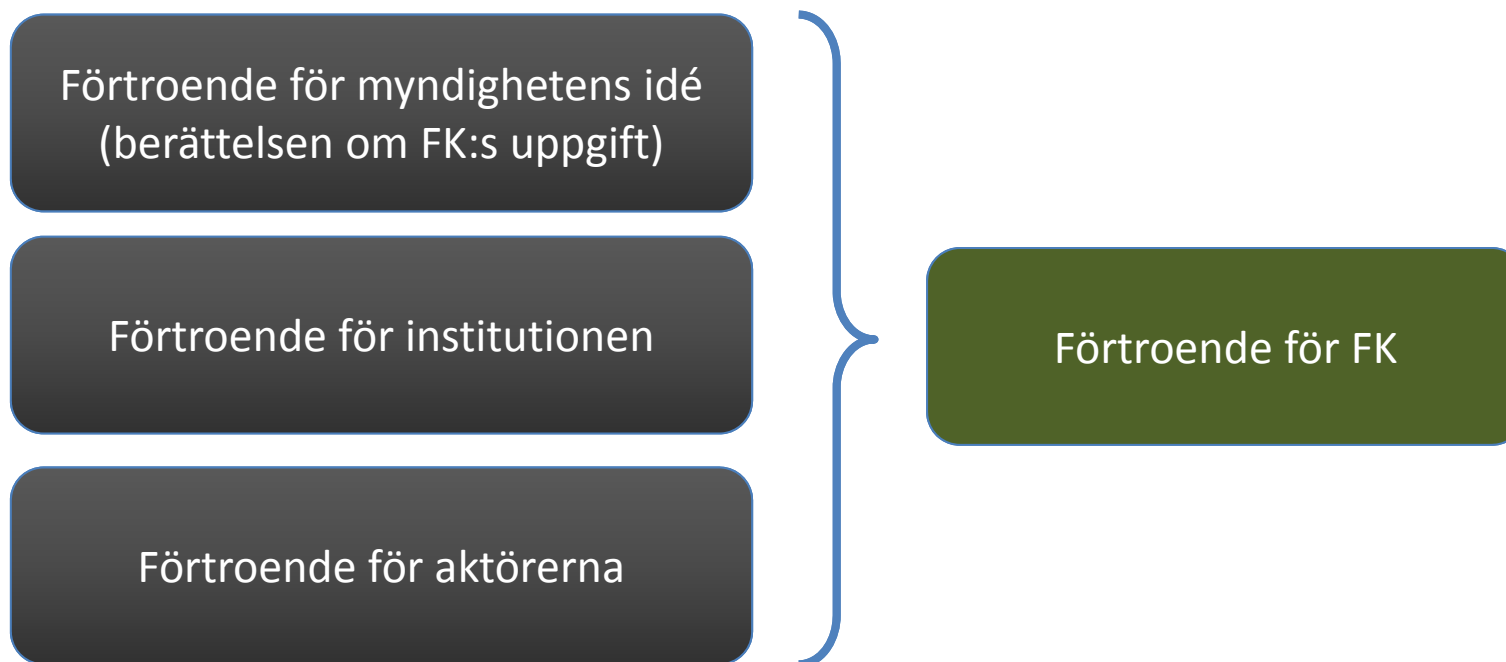 Förtroende för myndighetens idé
(berättelsen om FK:s uppgift)
Förtroende för institutionen
Förtroende för FK
Förtroende för aktörerna